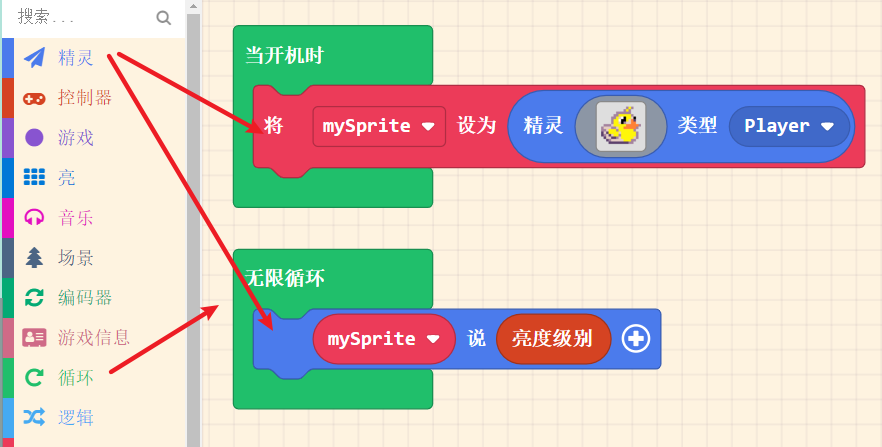 搜索...
精灵
控制器
游戏
亮
音乐
场景
编码器
游戏信息
循环
逻辑
当开机时
将 mySprite 设为 精灵 类型 Player
无限循环
mySprite 说 亮度级别